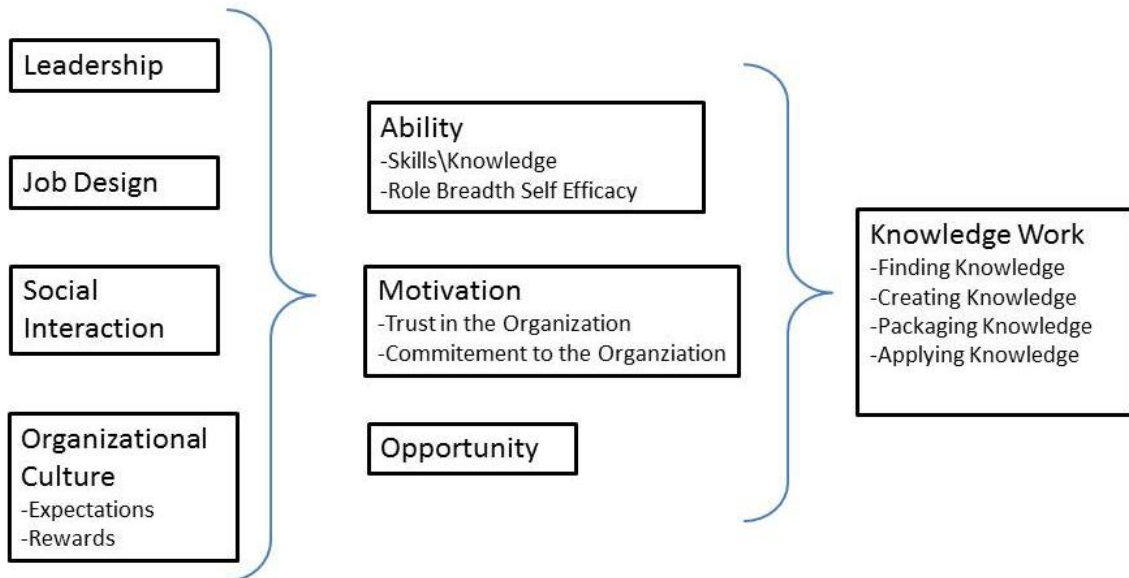 Leadership
Job Design
Social
Interaction
Organizational
Culture
-Expectations
-Rewards
Ability
-Skills\Knowledge
-Role Breadth Self Efficacy
Motivation
-Trust in the Organization
-Commitement to the Organziation
Opportunity
Knowledge Work
-Finding Knowledge
-Creating Knowledge
-Packaging Knowledge
-Applying Knowledge